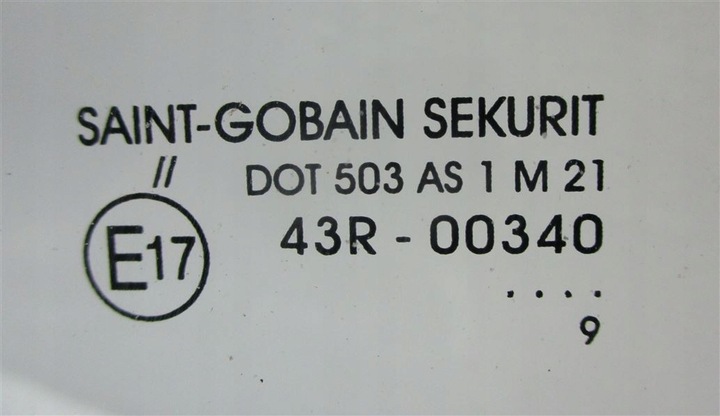 SAINT-GOBAIN SEKURIT
// DOT 503 AS 1 M 21
E17 43R - 00340
. . . .
9